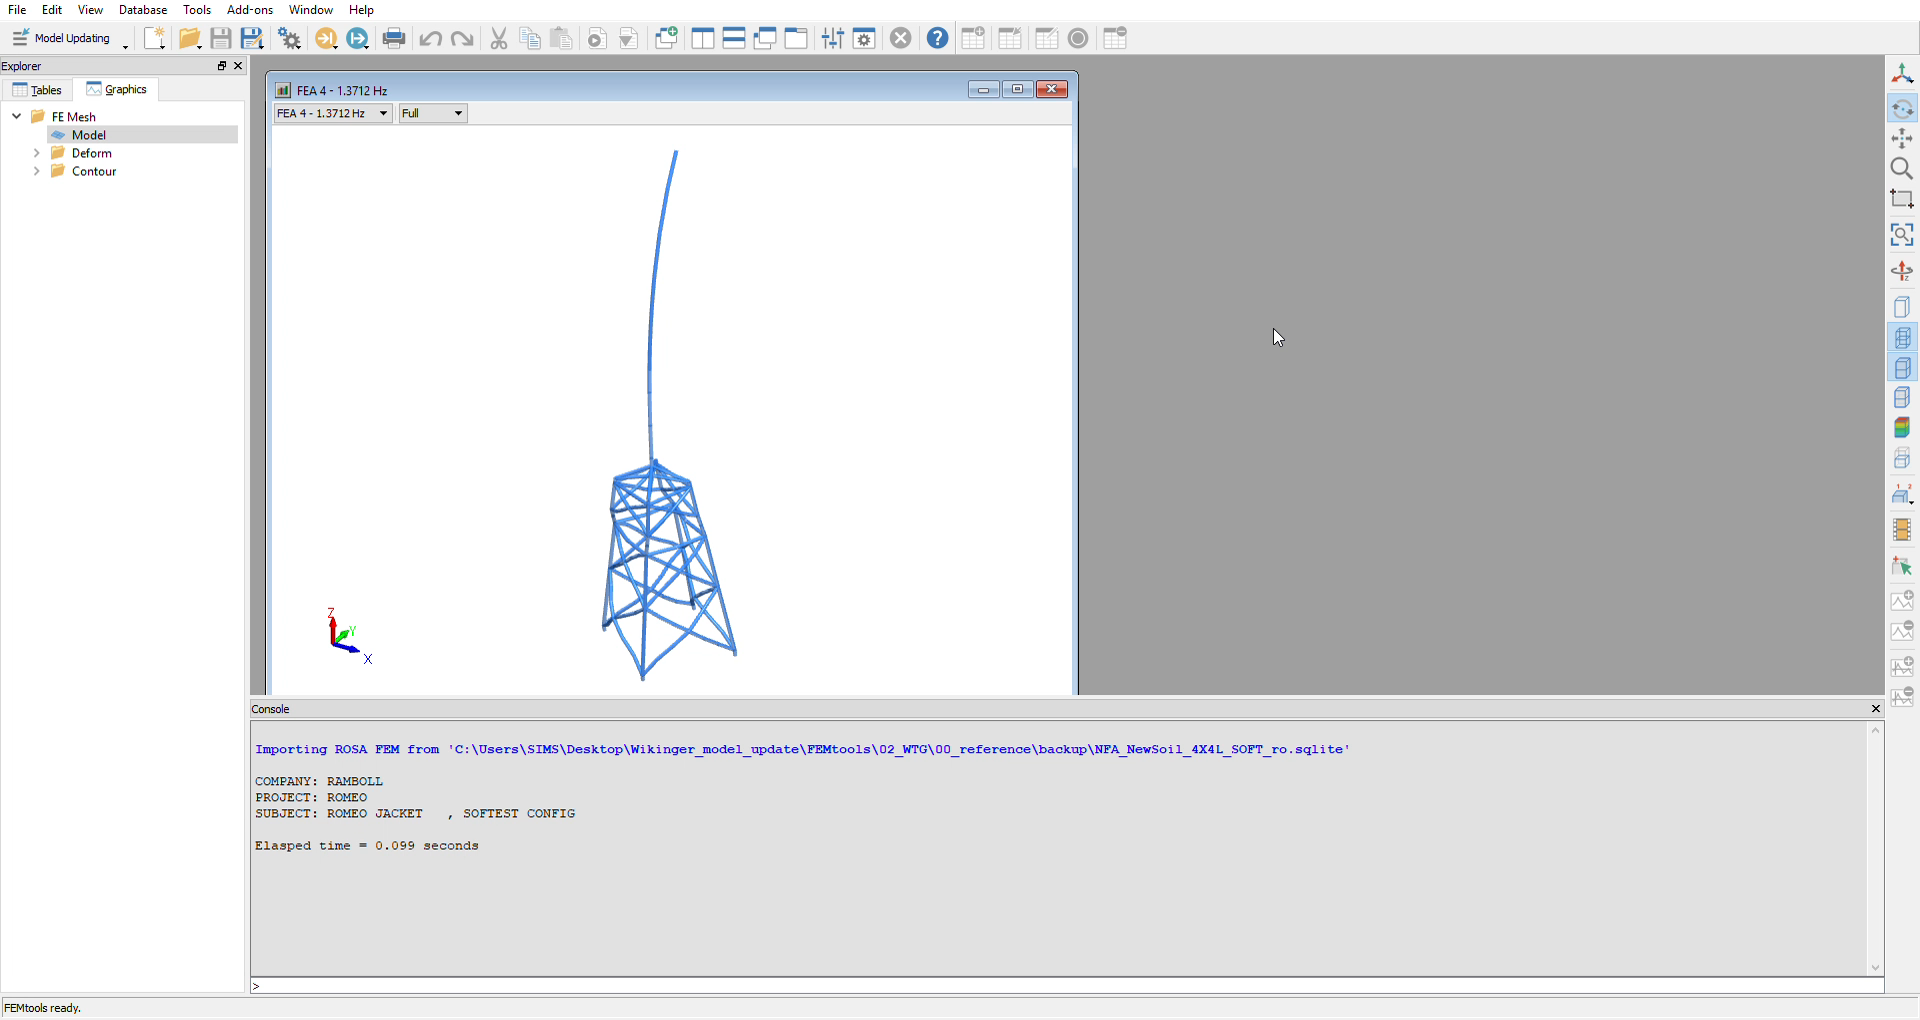 File Edit View Database Tools Add-ons Window Help
Model Updating
Explorer
Tables Graphics
FE Mesh
Model
Deform
Contour
FEA 4 - 1.3712 Hz
FEA 4 - 1.3712 Hz Full
Z
Y
X
Z
1 2
Console
Importing ROSA FEM from 'C:\Users\SIMS\Desktop\Wikinger_model_update\FEMtools\02_WTG\00_reference\backup\NFA_NewSoil_4X4L_SOFT_ro.sqlite'
COMPANY: RAMBOLL
PROJECT: ROMEO
SUBJECT: ROMEO JACKET , SOFTEST CONFIG
Elasped time = 0.099 seconds
>
FEMtools ready.